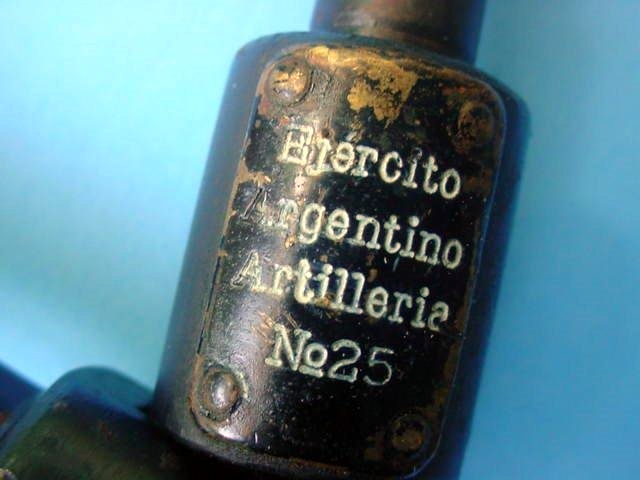 Ejercito
Argentino
Artilleria
No25